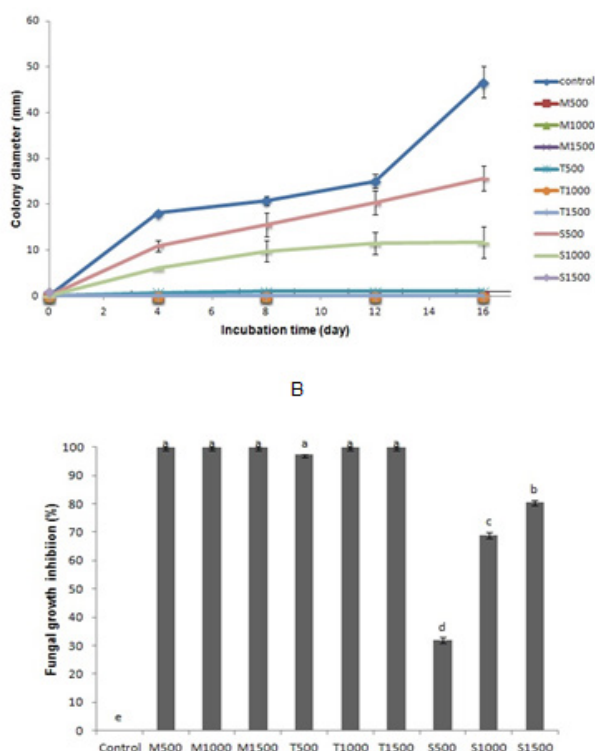 60
50
40
30
20
10
0
Colony diameter (mm)
0 2 4 6 8 10 12 14 16
Incubation time (day)
control
M500
M1000
M1500
T500
T1000
T1500
S500
S1000
S1500
B
100
90
80
70
60
50
40
30
20
10
0
Fungal growth inhibiion (%)
e a a a a a a d c b
Control M500 M1000 M1500 T500 T1000 T1500 S500 S1000 S1500